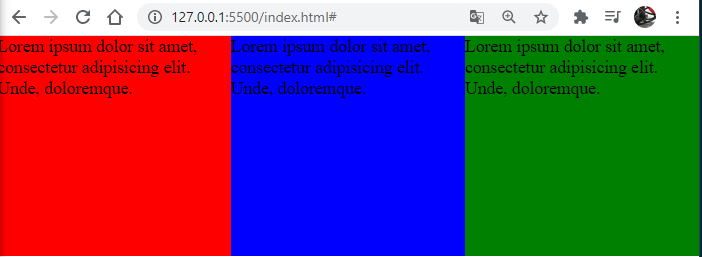 127.0.0.1:5500/index.html#
Lorem ipsum dolor sit amet,
consectetur adipisicing elit.
Unde, doloremque.
Lorem ipsum dolor sit amet,
consectetur adipisicing elit.
Unde, doloremque.
Lorem ipsum dolor sit amet,
consectetur adipisicing elit.
Unde, doloremque.